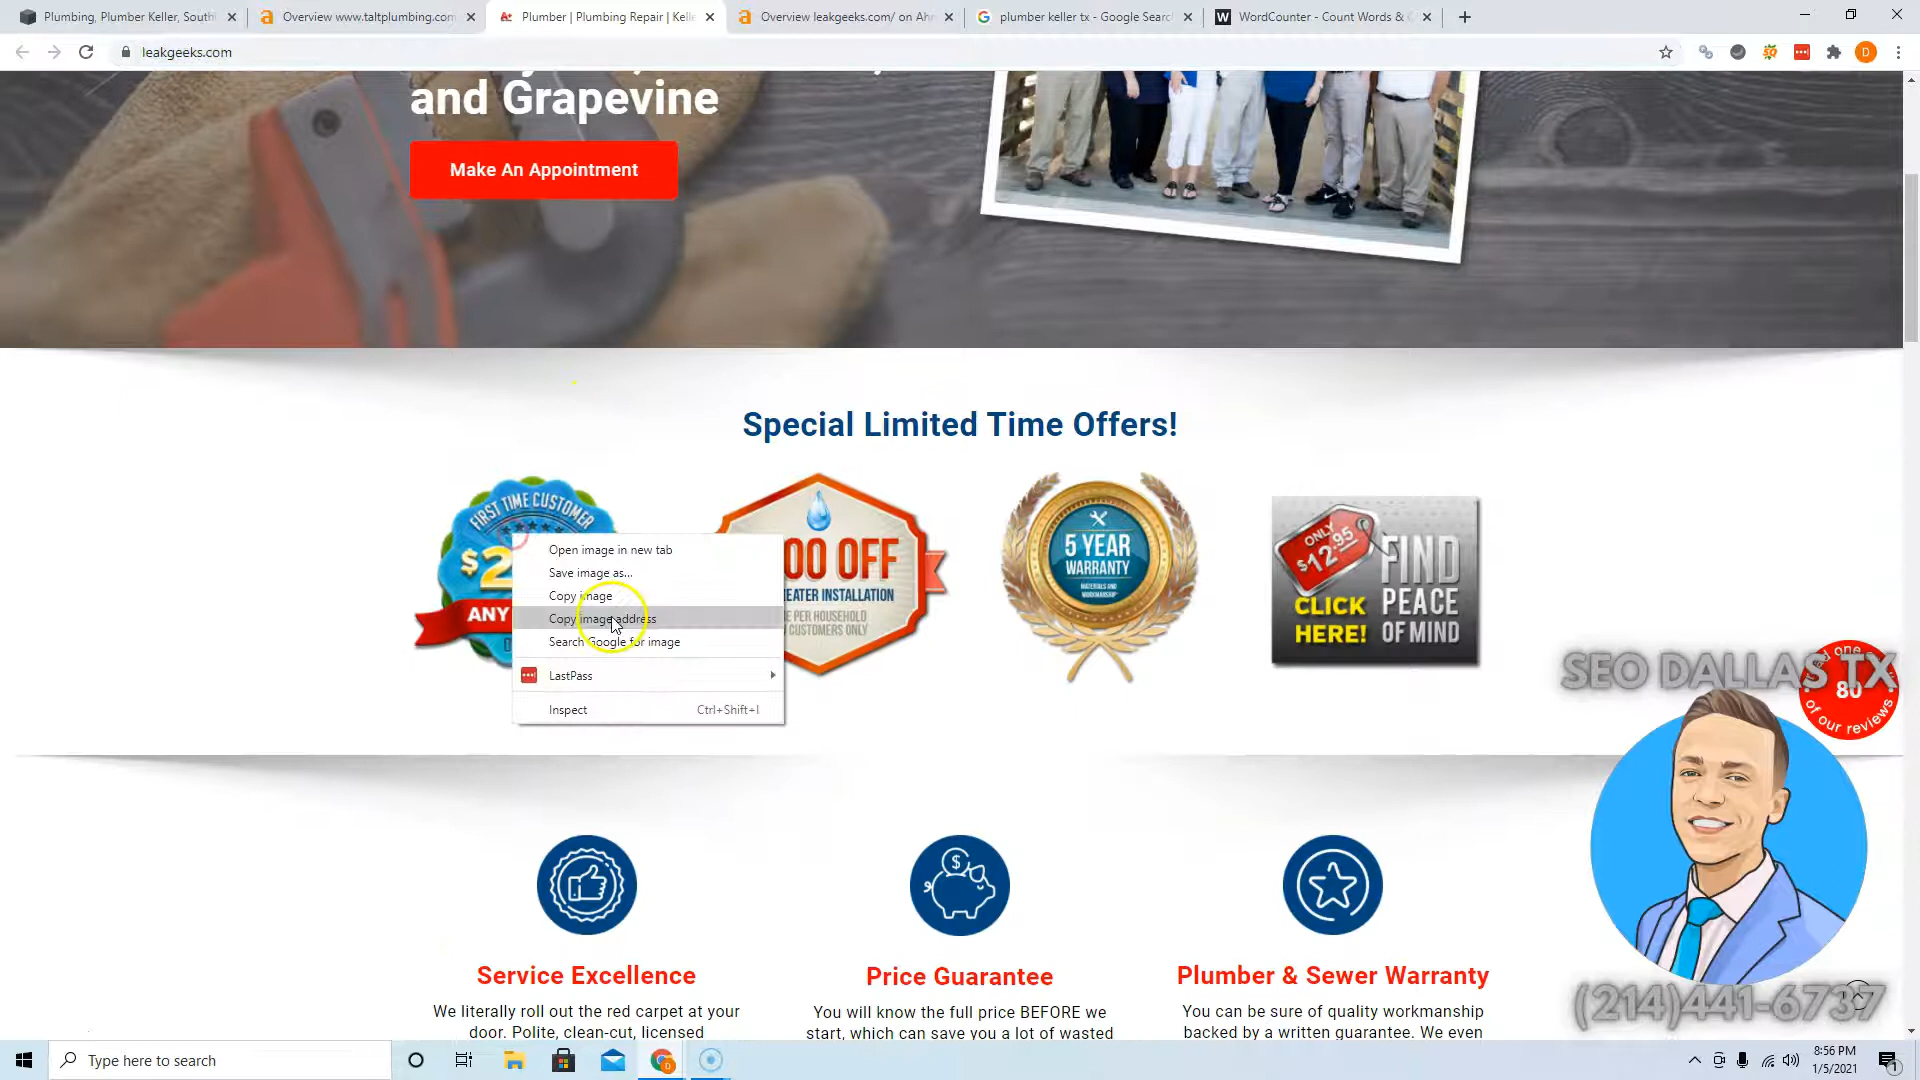 Plumbing, Plumber Keller, South
Overview www.taltplumbing.com
Plumber | Plumbing Repair | Kelle
Overview leakgeeks.com/ on Ahr
plumber keller tx - Google Searc
WordCounter - Count Words & C
leakgeeks.com
D
and Grapevine
Make An Appointment
Special Limited Time Offers!
FIRST TIME CUSTOMER
$2
ANY
00 OFF
EATER INSTALLATION
E PER HOUSEHOLD
CUSTOMERS ONLY
5 YEAR
WARRANTY
MATERIALS AND
WORKMANSHIP
ONLY
$12.95
CLICK
HERE!
FIND
PEACE
OF MIND
Open image in new tab
Save image as...
Copy image
Copy image address
Search Google for image
LastPass
Inspect Ctrl+Shift+I
SEO DALLAS TX
80
of our reviews
(214)441-6737
Service Excellence
We literally roll out the red carpet at your
door. Polite, clean-cut, licensed
Price Guarantee
You will know the full price BEFORE we
start, which can save you a lot of wasted
Plumber & Sewer Warranty
You can be sure of quality workmanship
backed by a written guarantee. We even
Type here to search
8:56 PM
1/5/2021